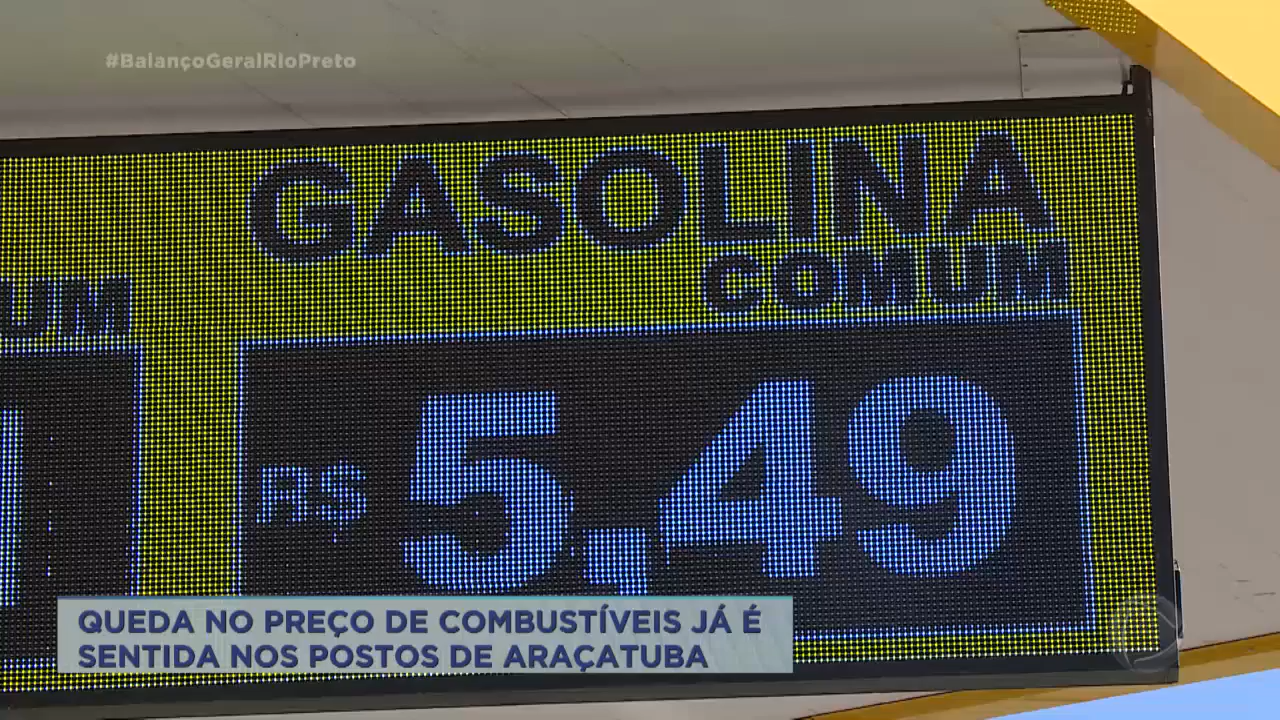 #BalançoGeralRioPreto
GASOLINA
COMUM
UM
R$ 5,49
QUEDA NO PREÇO DE COMBUSTÍVEIS JÁ É
SENTIDA NOS POSTOS DE ARAÇATUBA